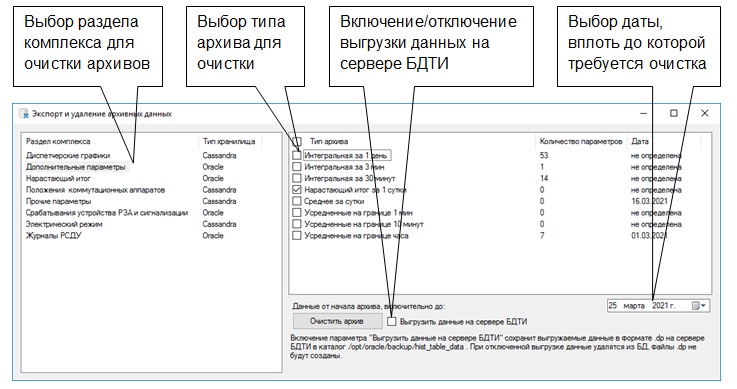 Выбор раздела
комплекса для
очистки архивов
Выбор типа
архива для
очистки
Включение/отключение
выгрузки данных на
сервере БДТИ
Выбор даты,
вплоть до которой
требуется очистка
Экспорт и удаление архивных данных
Раздел комплекса Тип хранилища
Диспетчерские графики Cassandra
Дополнительные параметры Oracle
Нарастающий итог Oracle
Положения коммутационных аппаратов Cassandra
Прочие параметры Cassandra
Срабатывания устройства РЗА и сигнализации Cassandra
Электрический режим Cassandra
Журналы РСДУ Oracle
Тип архива Количество параметров Дата
Интегральная за 1 день 53 не определена
Интегральная за 3 мин 1 не определена
Интегральная за 30 минут 14 не определена
Нарастающий итог за 1 сутки 0 не определена
Среднее за сутки 0 16.03.2021
Усредненные на границе 1 мин 0 не определена
Усредненные на границе 10 минут 0 не определена
Усредненные на границе часа 7 01.03.2021
Данные от начала архива, включительно до: 25 марта 2021 г.
Очистить архив Выгрузить данные на сервере БДТИ
Включение параметра "Выгрузить данные на сервере БДТИ" сохранит выгружаемые данные в формате .dp на сервере
БДТИ в каталог /opt/oracle/backup/hist_table_data . При отключенной выгрузке данные удалятся из БД, файлы .dp не
будут созданы.